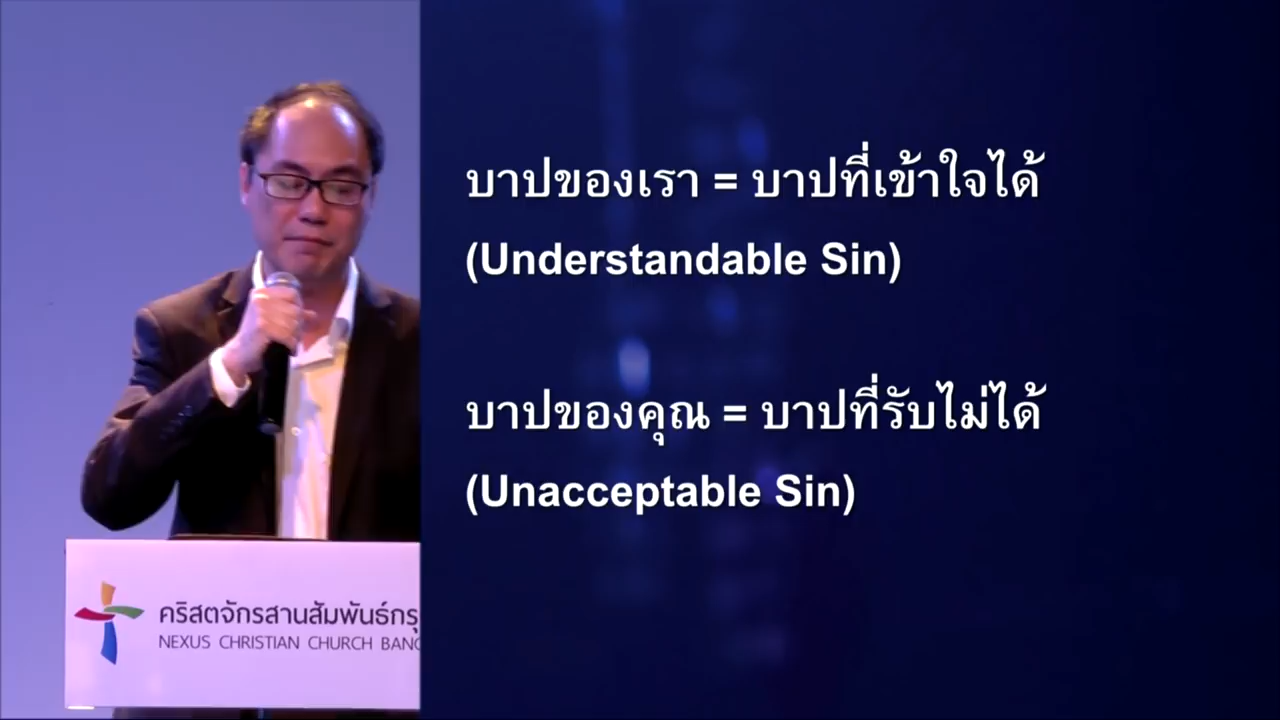 บาปของเรา = บาปที่เข้าใจได้
(Understandable Sin)
บาปของคุณ = บาปที่รับไม่ได้
(Unacceptable Sin)
คริสตจักรสานสัมพันธ์กรุ
NEXUS CHRISTIAN CHURCH